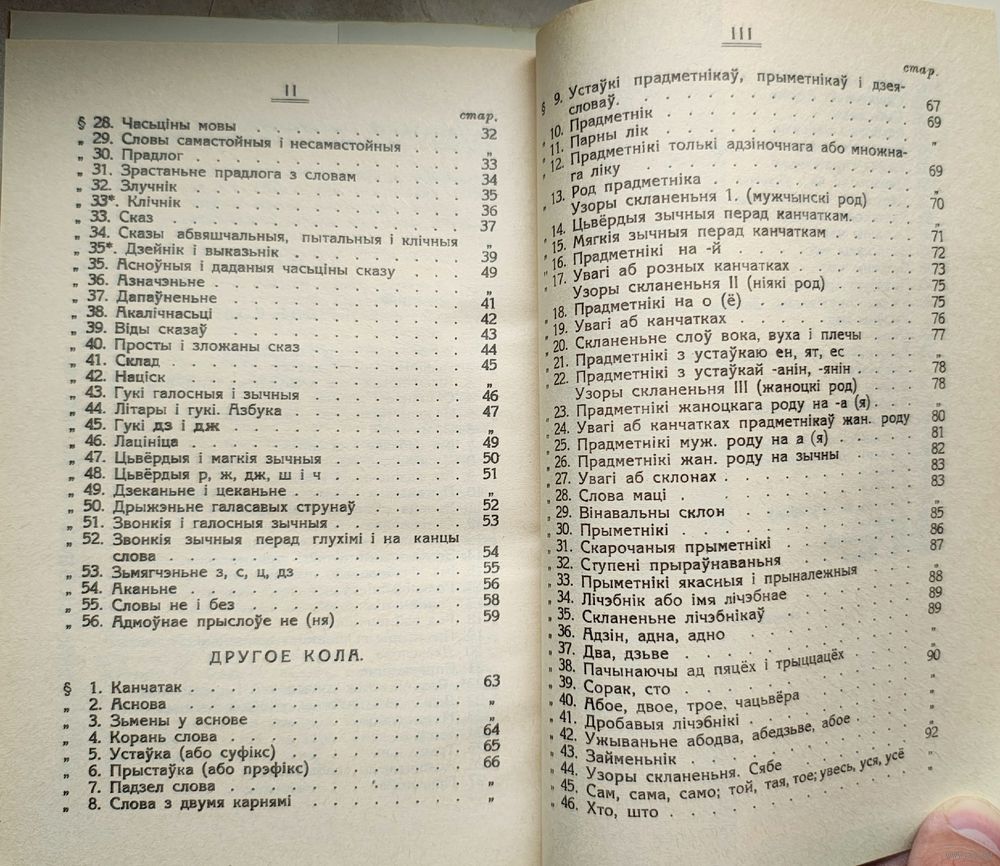 II
стар.
§ 28. Часьціны мовы 32
„ 29. Словы самастойныя і несамастойныя „
„ 30. Прадлог 33
„ 31. Зрастаньне прадлога з словам 34
„ 32. Злучнік 35
„ 33*. Клічнік 36
„ 33. Сказ 37
„ 34. Сказы абвяшчальныя, пытальныя і клічныя „
„ 35*. Дзейнік і выказьнік 39
„ 35. Асноўныя і даданыя часьціны сказу 49
„ 36. Азначэньне „
„ 37. Дапаўненьне 41
„ 38. Акалічнасьці 42
„ 39. Віды сказаў 43
„ 40. Просты і зложаны сказ 44
„ 41. Склад 45
„ 42. Націск „
„ 43. Гукі галосныя і зычныя 46
„ 44. Літары і гукі. Азбука 47
„ 45. Гукі дз і дж „
„ 46. Лацініца 49
„ 47. Цьвёрдыя і магкія зычныя 50
„ 48. Цьвёрдыя р, ж, дж, ш і ч 51
„ 49. Дзеканьне і цеканьне „
„ 50. Дрыжэньне галасавых струнаў 52
„ 51. Звонкія і галосныя зычныя 53
„ 52. Звонкія зычныя перад глухімі і на канцы
слова 54
„ 53. Зьмягчэньне з, с, ц, дз 55
„ 54. Аканьне 56
„ 55. Словы не і без 58
„ 56. Адмоўнае прыслоўе не (ня) 59
ДРУГОЕ КОЛА.
§ 1. Канчатак 63
„ 2. Аснова „
„ 3. Зьмены у аснове „
„ 4. Корань слова 64
„ 5. Устаўка (або суфікс) 65
„ 6. Прыстаўка (або прэфікс) 66
„ 7. Падзел слова „
„ 8. Слова з двумя карнямі „
III
стар.
§ 9. Устаўкі прадметнікаў, прыметнікаў і дзея-
словаў. 67
„ 10. Прадметнік 69
„ 11. Парны лік „
„ 12. Прадметнікі толькі адзіночнага або множна-
га ліку 69
„ 13. Род прадметніка „
Узоры скланеньня 1. (мужчынскі род) 70
„ 14. Цьвёрдыя зычныя перад канчаткам.
„ 15. Мягкія зычныя перад канчаткам 71
„ 16. Прадметнікі на -й 72
„ 17. Увагі аб розных канчатках 73
Узоры скланеньня II (ніякі род) 75
„ 18. Прадметнікі на о (ё) 75
„ 19. Увагі аб канчатках 76
„ 20. Скланеньне слоў вока, вуха і плечы 77
„ 21. Прадметнікі з устаўкаю ен, ят, ес „
„ 22. Прадметнікі з устаўкай -анін, -янін 78
Узоры скланеньня III (жаноцкі род) 78
„ 23. Прадметнікі жаноцкага роду на -а (я) „
„ 24. Увагі аб канчатках прадметнікаў жан. роду 80
„ 25. Прадметнікі муж. роду на а (я) 81
„ 26. Прадметнікі жан. роду на зычны 82
„ 27. Увагі аб склонах 83
„ 28. Слова маці 83
„ 29. Вінавальны склон „
„ 30. Прыметнікі 85
„ 31. Скарочаныя прыметнікі 86
„ 32. Ступені прыраўнаваньня 87
„ 33. Прыметнікі якасныя і прыналежныя „
„ 34. Лічэбнік або імя лічэбнае 88
„ 35. Скланеньне лічэбнікаў 89
„ 36. Адзін, адна, адно 89
„ 37. Два, дзьве „
„ 38. Пачынаючы ад пяцёх і трыццацёх „
„ 39. Сорак, сто 90
„ 40. Абое, двое, трое, чацьвёра „
„ 41. Дробавыя лічэбнікі „
„ 42. Ужываньне абодва, абедзьве, абое „
„ 43. Займеньнік 92
„ 44. Узоры скланеньня. Сябе „
„ 45. Сам, сама, само; той, тая, тое; увесь, уся, усё
„ 46. Хто, што „